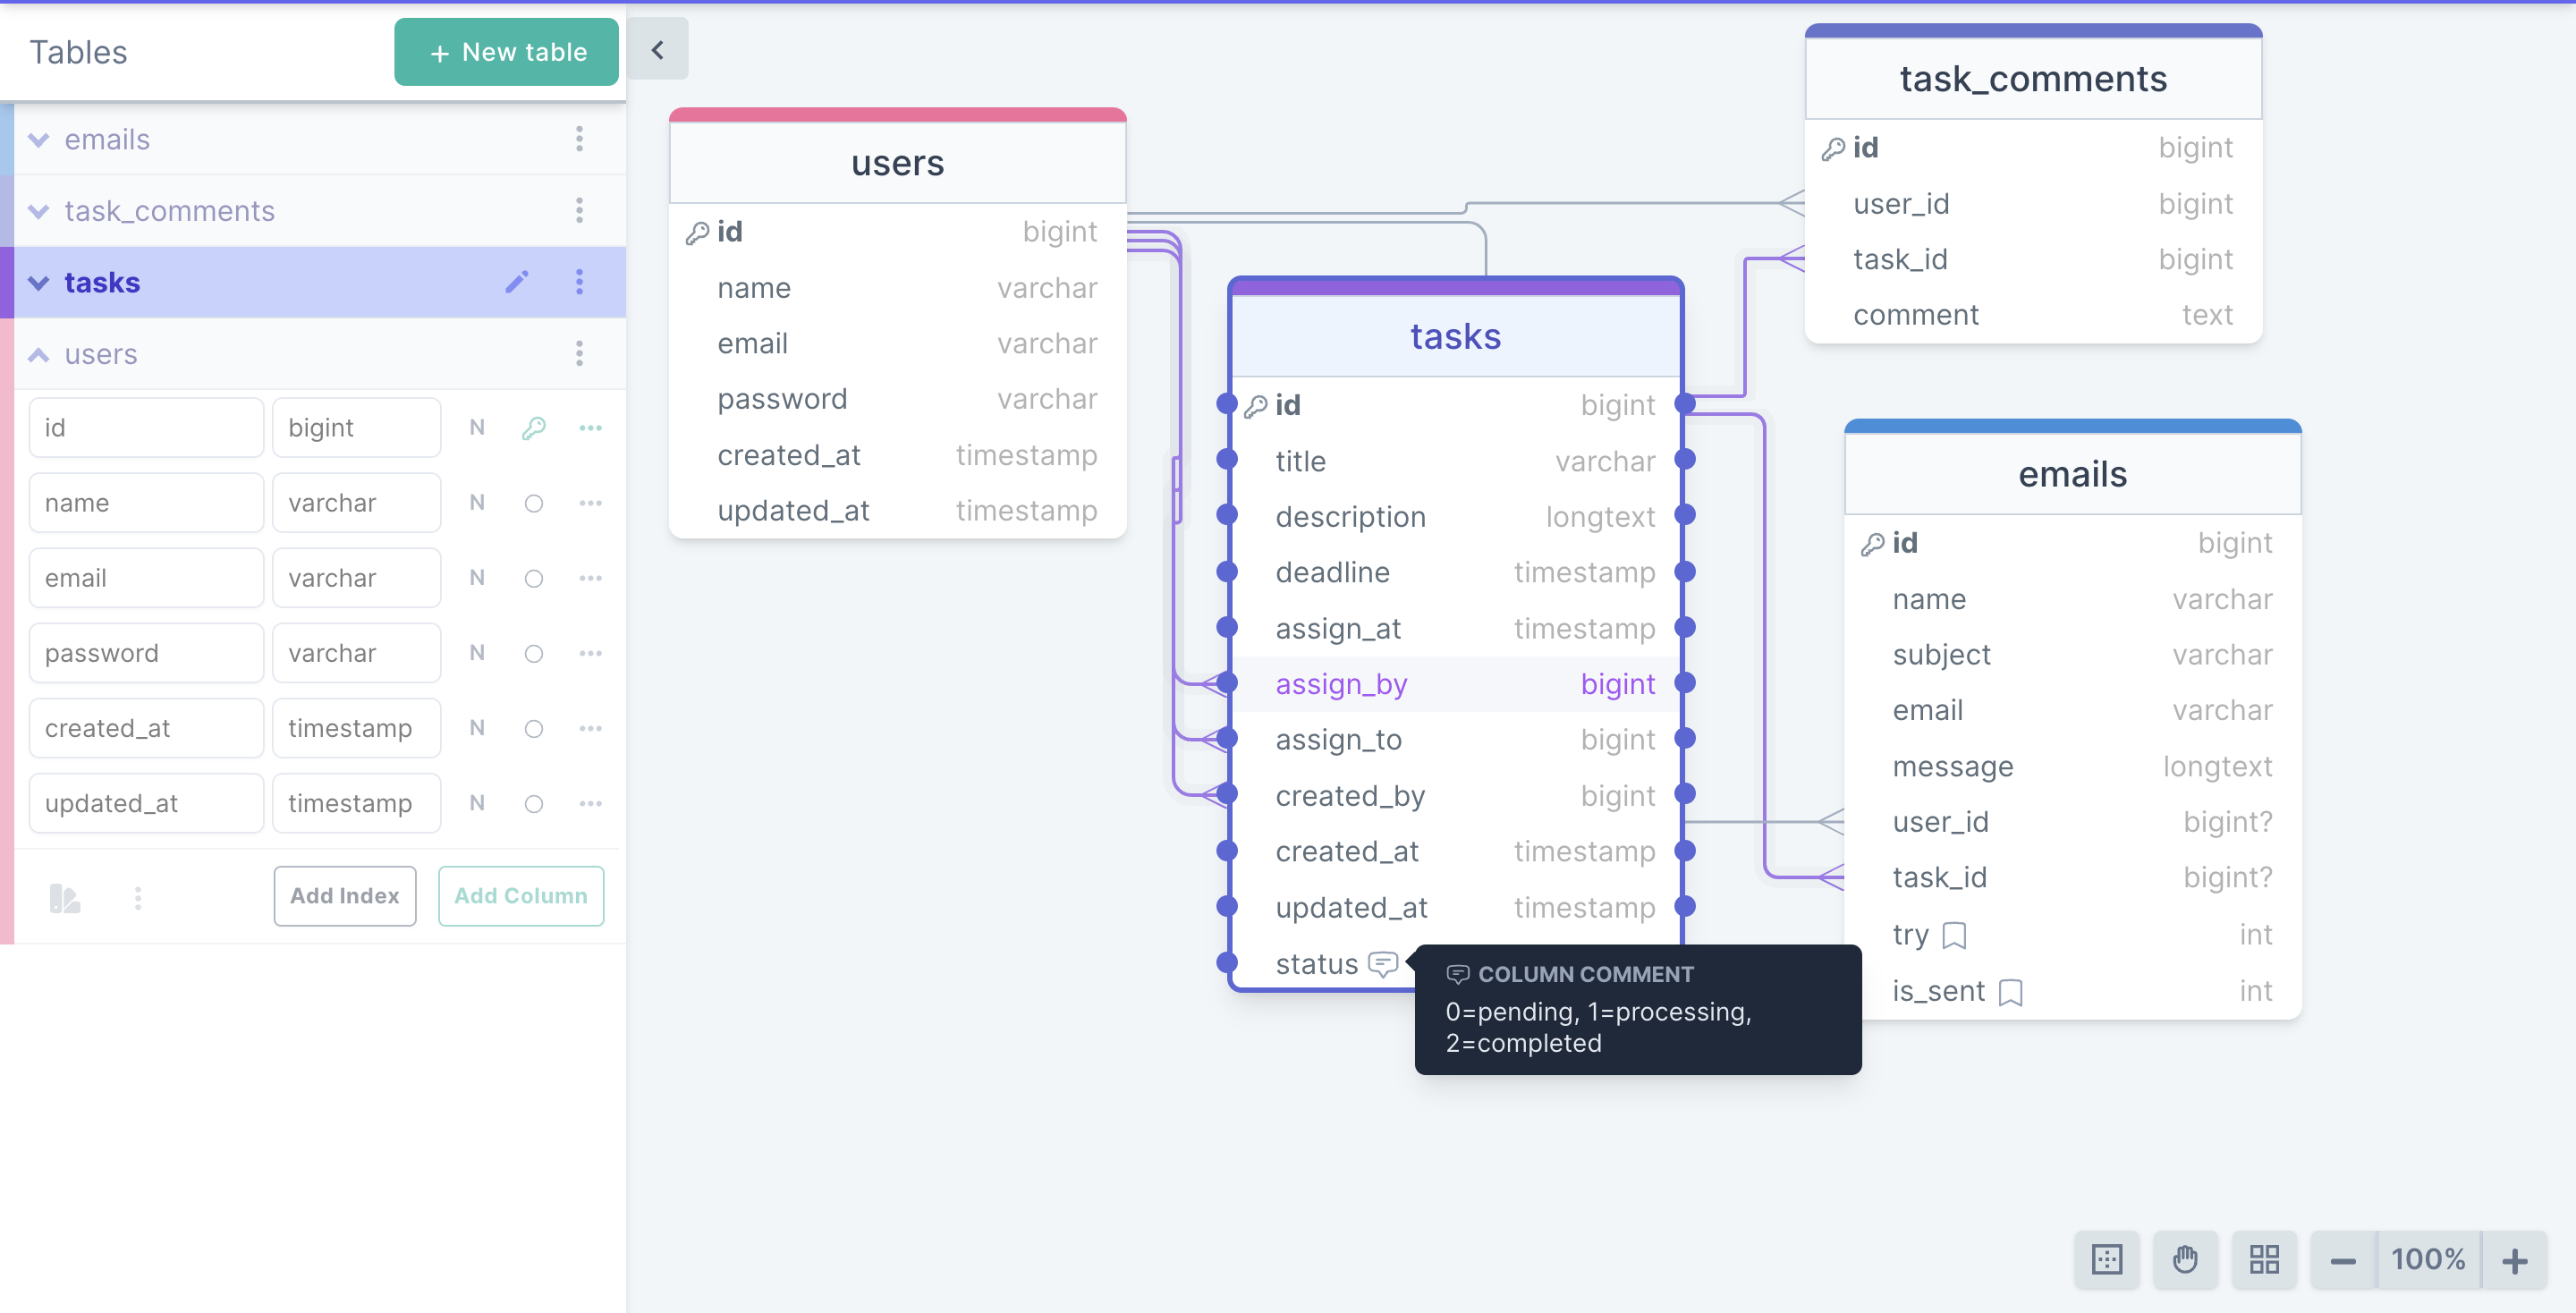 Tables
+ New table
emails
task_comments
tasks
users
id bigint N
name varchar N
email varchar N
password varchar N
created_at timestamp N
updated_at timestamp N
Add Index
Add Column
users
id bigint
name varchar
email varchar
password varchar
created_at timestamp
updated_at timestamp
tasks
id bigint
title varchar
description longtext
deadline timestamp
assign_at timestamp
assign_by bigint
assign_to bigint
created_by bigint
created_at timestamp
updated_at timestamp
status
COLUMN COMMENT
0=pending, 1=processing,
2=completed
task_comments
id bigint
user_id bigint
task_id bigint
comment text
emails
id bigint
name varchar
subject varchar
email varchar
message longtext
user_id bigint?
task_id bigint?
try int
is_sent int
100%